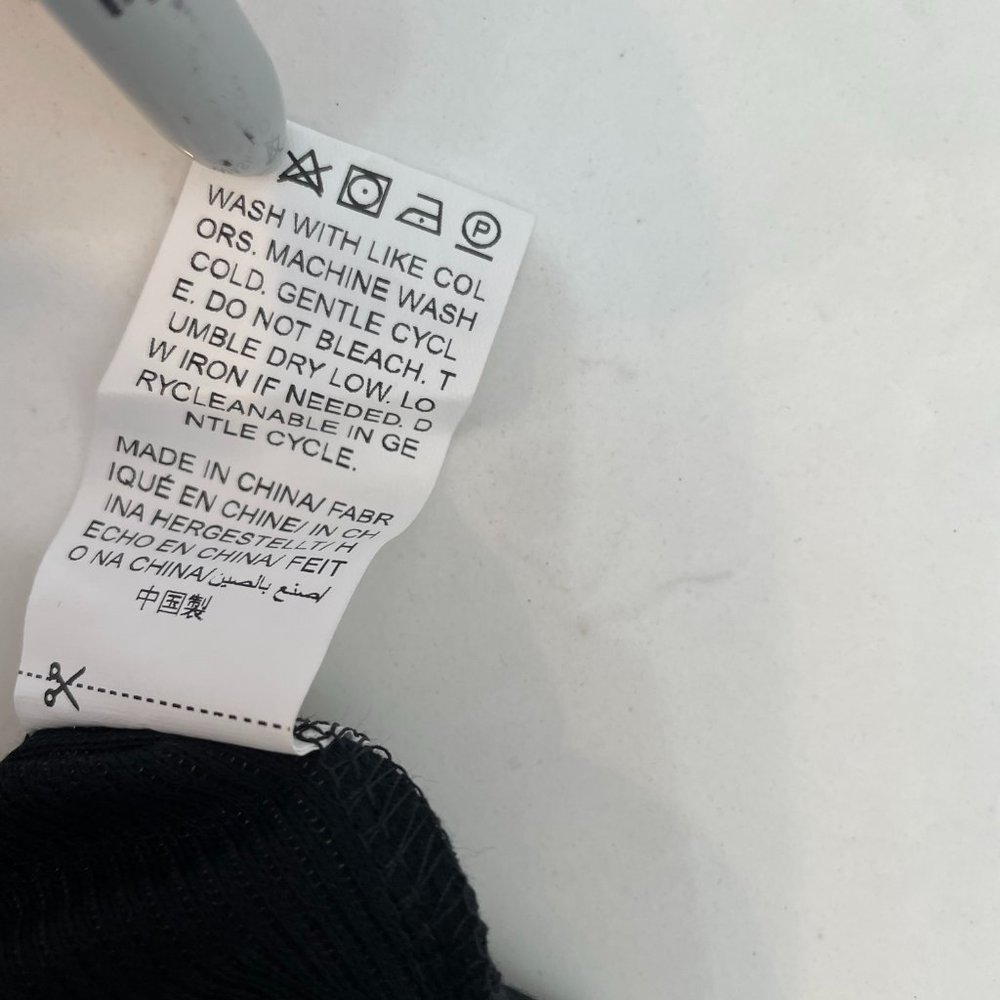 P
WASH WITH LIKE COL
ORS. MACHINE WASH
COLD. GENTLE CYCL
E. DO NOT BLEACH. T
UMBLE DRY LOW. LO
W IRON IF NEEDED. D
RYCLEANABLE IN GE
NTLE CYCLE.
MADE IN CHINA/ FABR
IQUÉ EN CHINE/ IN CH
INA HERGESTELLT/ H
ECHO EN CHINA/ FEIT
O NA CHINA/صنع بالصين/
中国製